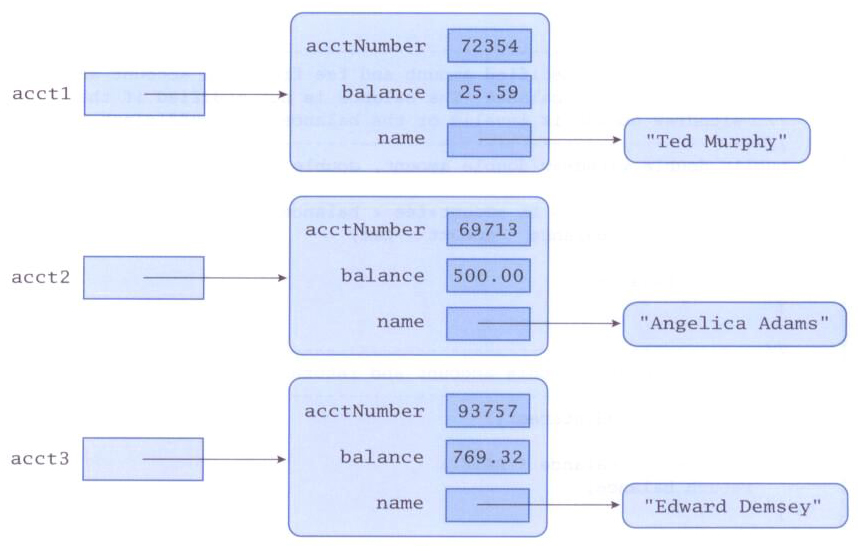 acctNumber 72354
acct1 balance 25.59
name "Ted Murphy"
acctNumber 69713
acct2 balance 500.00
name "Angelica Adams"
acctNumber 93757
acct3 balance 769.32
name "Edward Demsey"